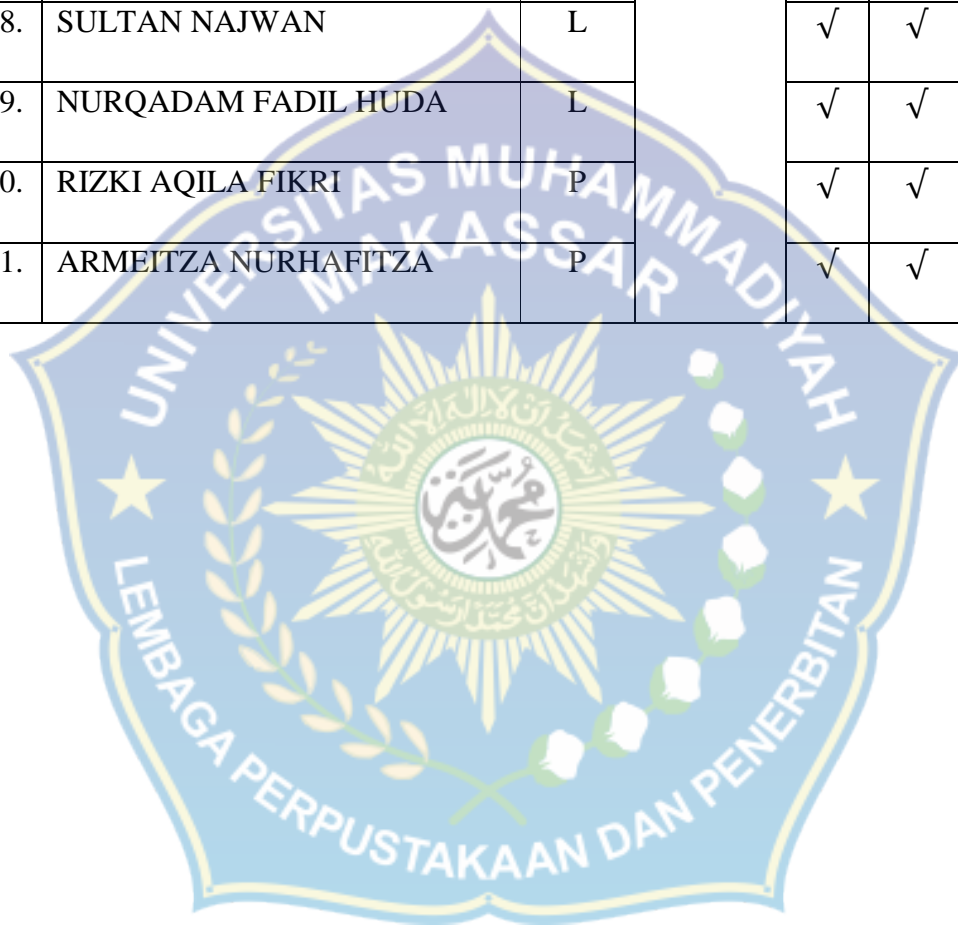 8. SULTAN NAJWAN L √ √
9. NURQADAM FADIL HUDA L √ √
0. RIZKI AQILA FIKRI P √ √
1. ARMEITZA NURHAFITZA P √ √
UNIVERSITAS MUHAMMADIYAH
MAKASSAR
محمد
LEMBAGA PERPUSTAKAAN DAN PENERBITAN